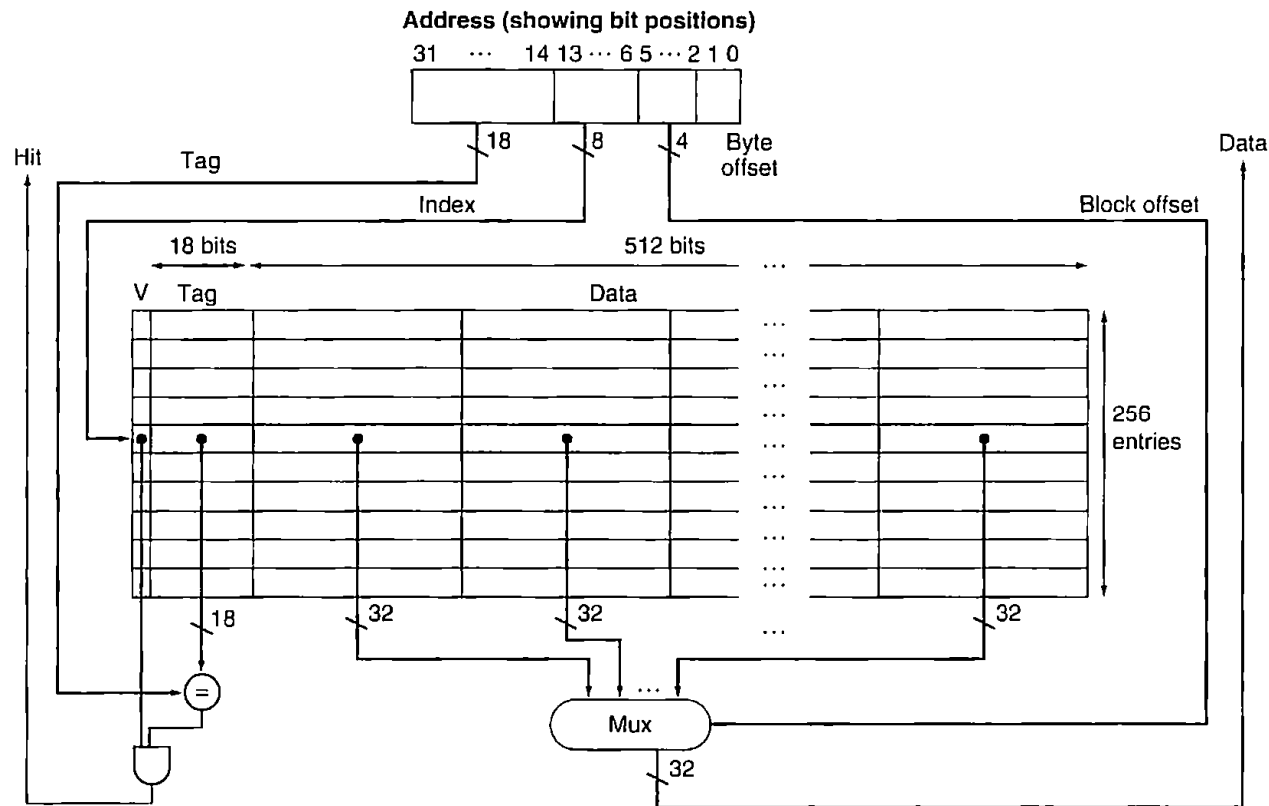 Address (showing bit positions)
31 ··· 14 13 ··· 6 5 ··· 2 1 0
18 8 4 Byte offset
Hit
Tag
Data
Index
Block offset
18 bits
512 bits
···
V
Tag
Data
···
···
···
···
···
···
···
···
···
···
256 entries
18
32
32
···
32
=
···
Mux
32